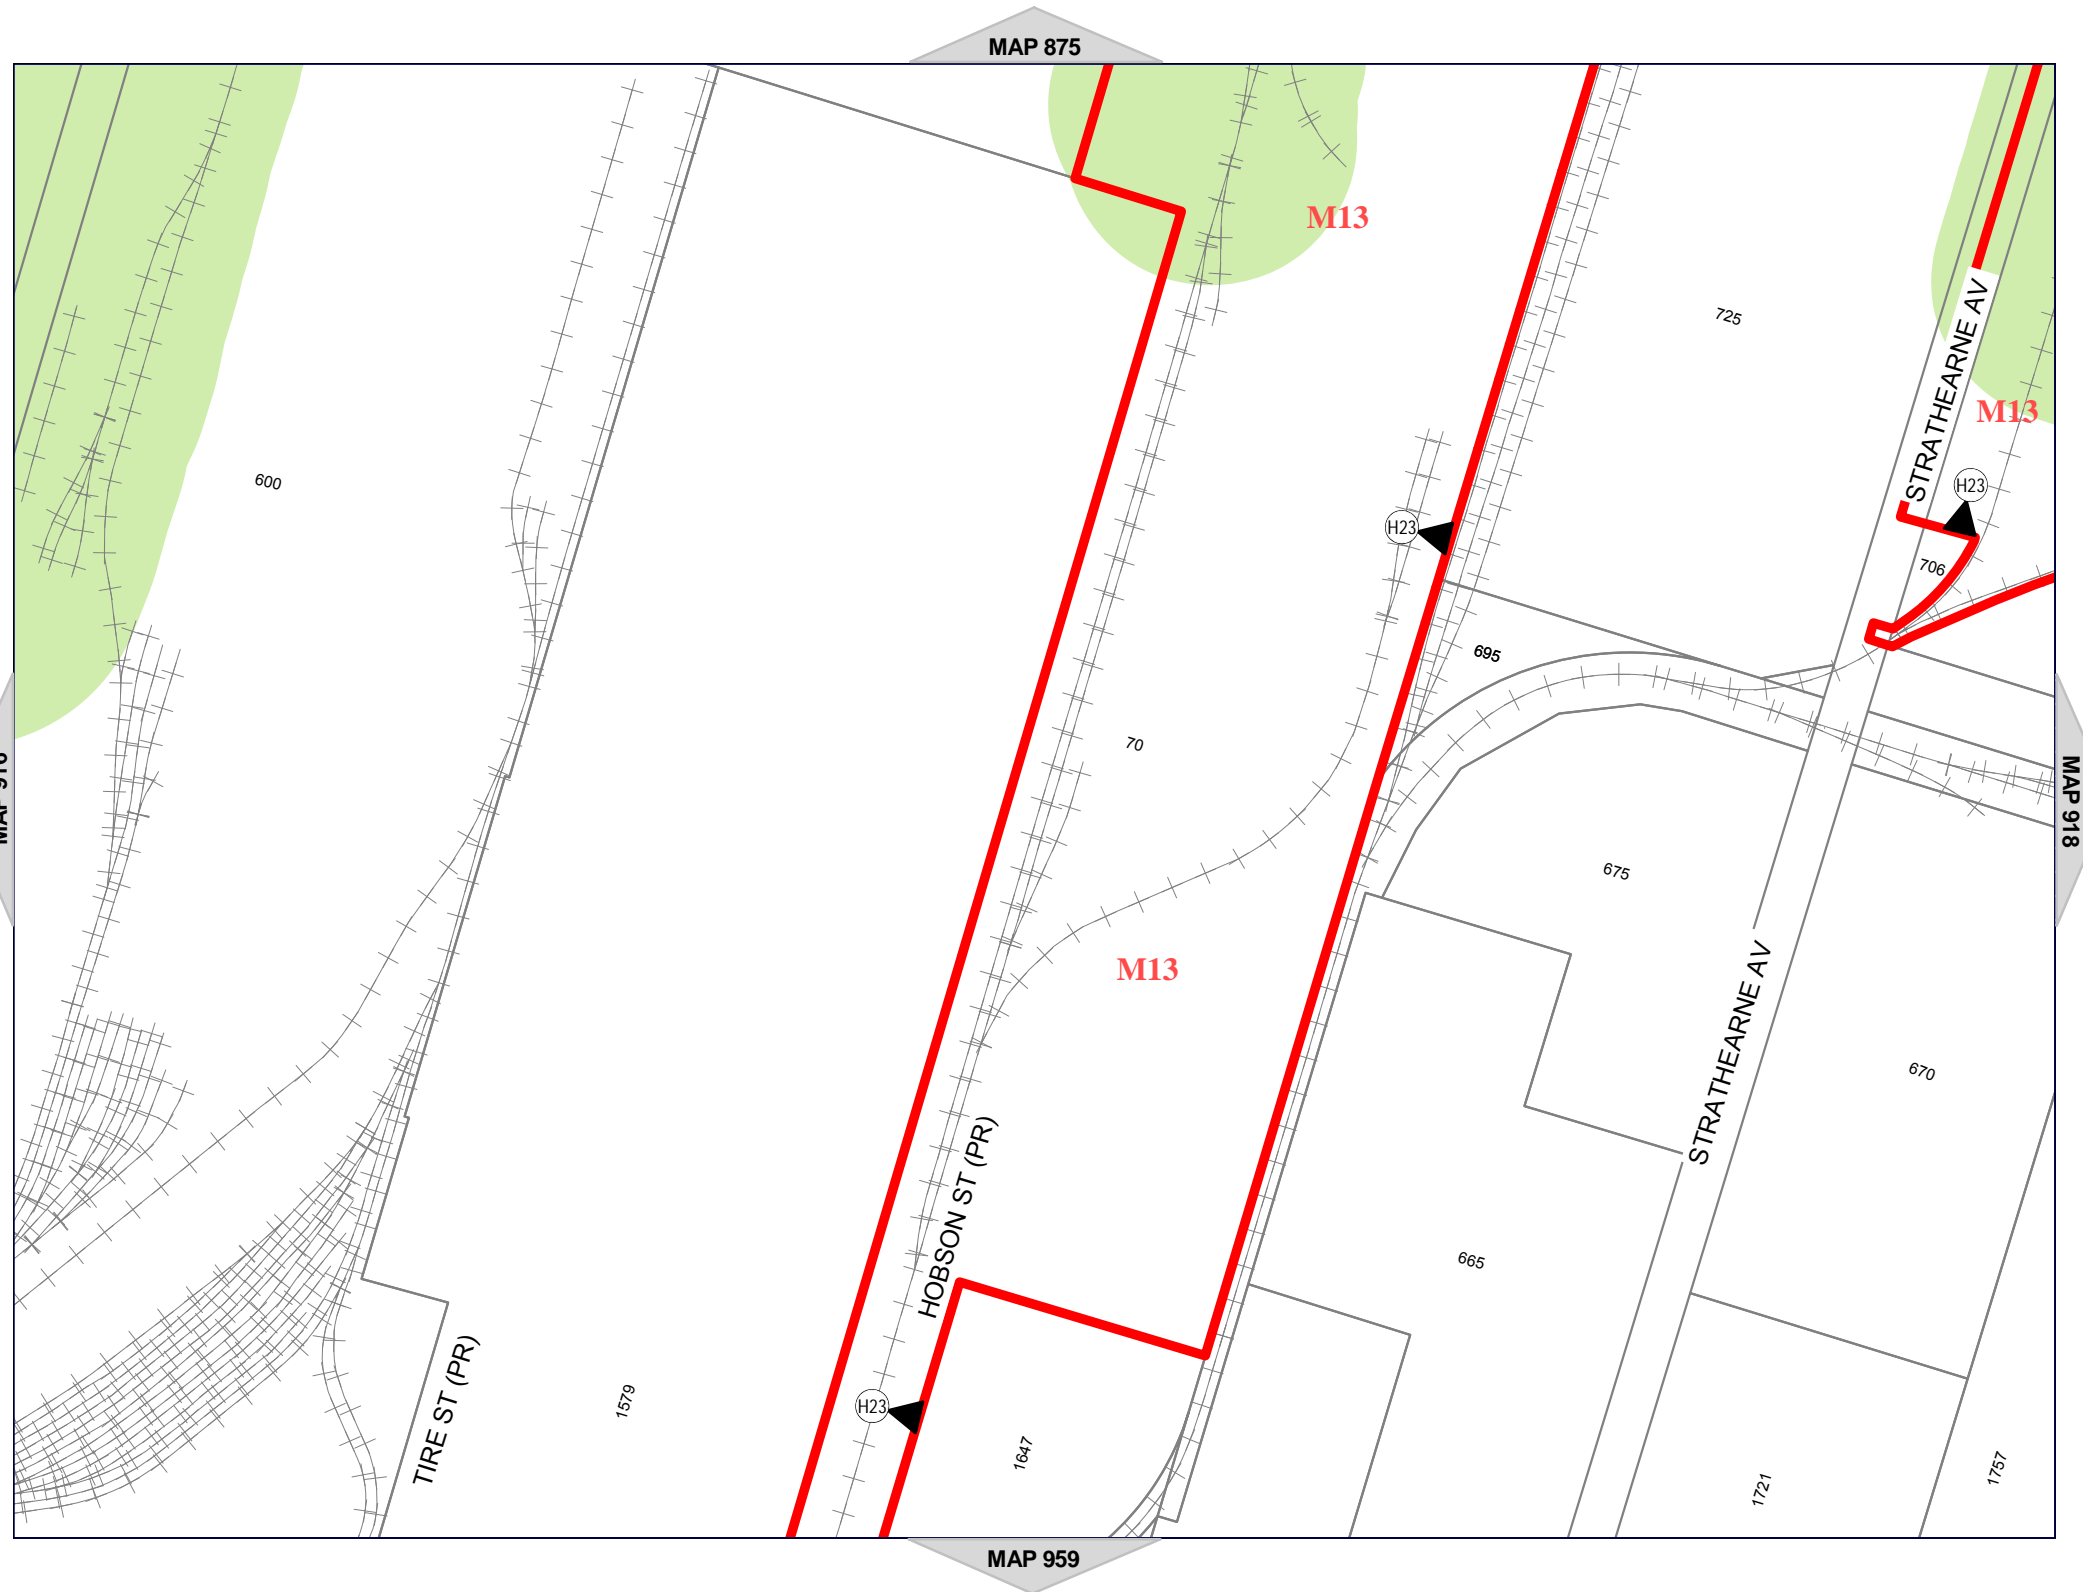 MAP 875
M13
725
STRATHEARNE AV
M13
600
H23
H23
706
695
70
MAP 918
675
M13
STRATHEARNE AV
670
HOBSON ST (PR)
665
TIRE ST (PR)
1579
H23
1647
1721
1757
MAP 959